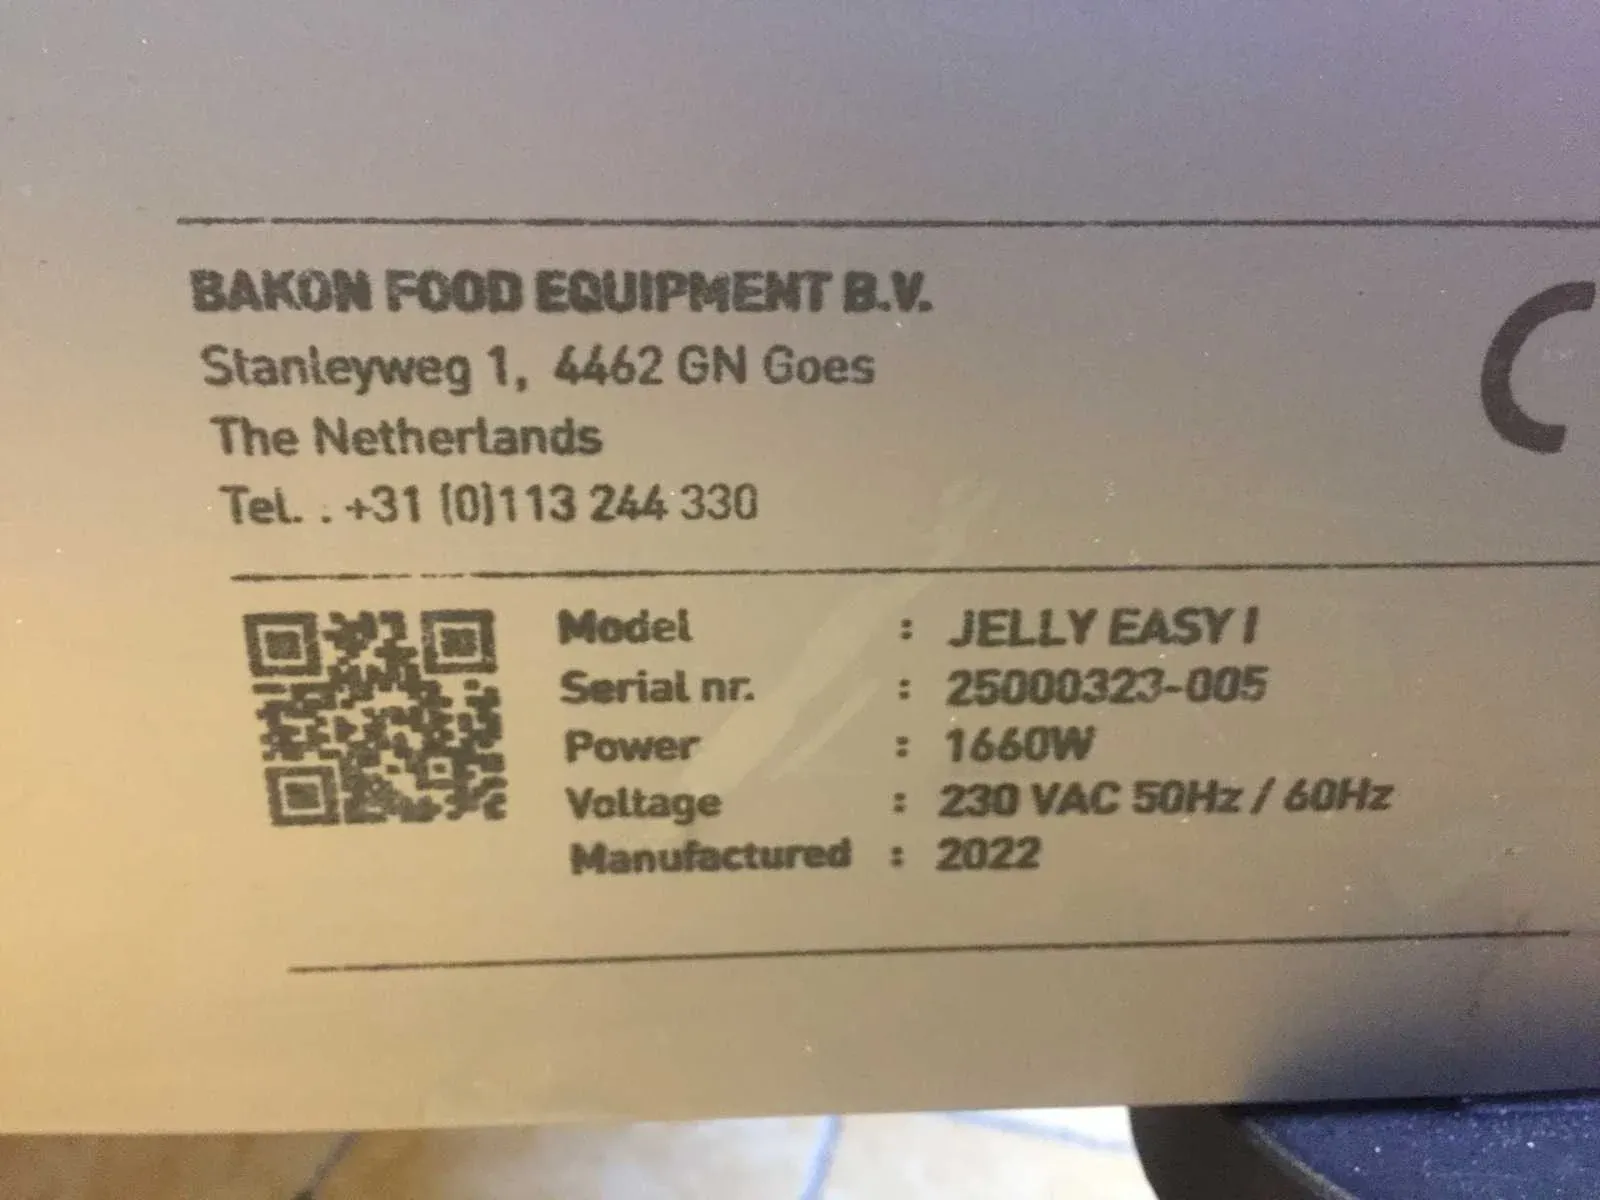 BAKON FOOD EQUIPMENT B.V.
Stanleyweg 1, 4462 GN Goes
The Netherlands
Tel. : +31 (0)113 244 330
Model : JELLY EASY I
Serial nr. : 25000323-005
Power : 1660W
Voltage : 230 VAC 50Hz / 60Hz
Manufactured : 2022